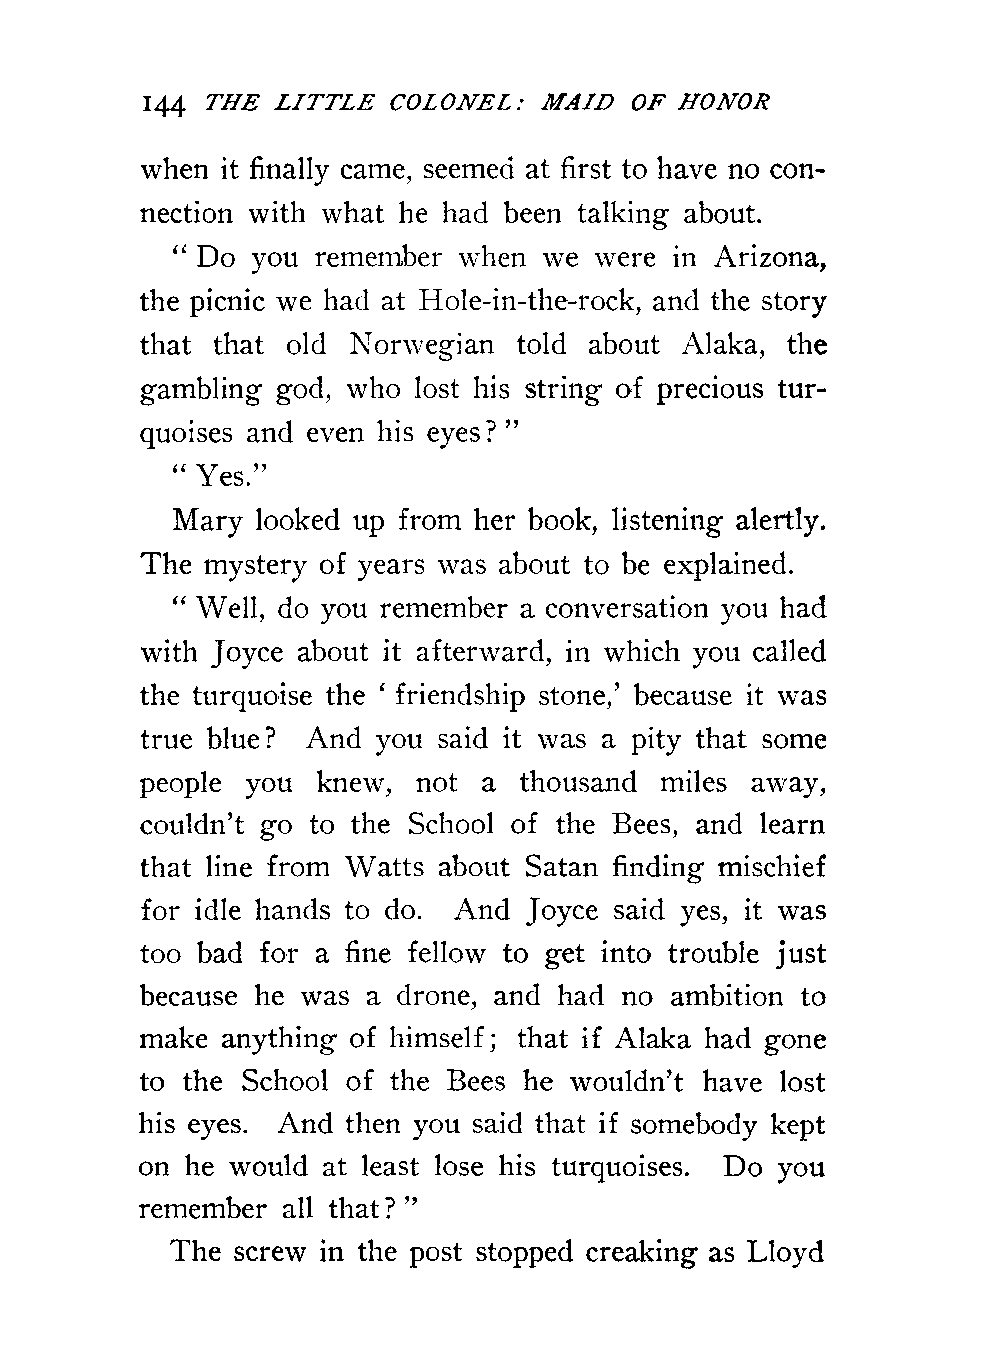 144 THE LITTLE COLONEL: MAID OF HONOR
when it finally came, seemed at first to have no con-
nection with what he had been talking about.
“ Do you remember when we were in Arizona,
the picnic we had at Hole-in-the-rock, and the story
that that old Norwegian told about Alaka, the
gambling god, who lost his string of precious tur-
quoises and even his eyes? ”
“ Yes.”
Mary looked up from her book, listening alertly.
The mystery of years was about to be explained.
“ Well, do you remember a conversation you had
with Joyce about it afterward, in which you called
the turquoise the ‘ friendship stone,’ because it was
true blue? And you said it was a pity that some
people you knew, not a thousand miles away,
couldn’t go to the School of the Bees, and learn
that line from Watts about Satan finding mischief
for idle hands to do. And Joyce said yes, it was
too bad for a fine fellow to get into trouble just
because he was a drone, and had no ambition to
make anything of himself; that if Alaka had gone
to the School of the Bees he wouldn’t have lost
his eyes. And then you said that if somebody kept
on he would at least lose his turquoises. Do you
remember all that? ”
The screw in the post stopped creaking as Lloyd